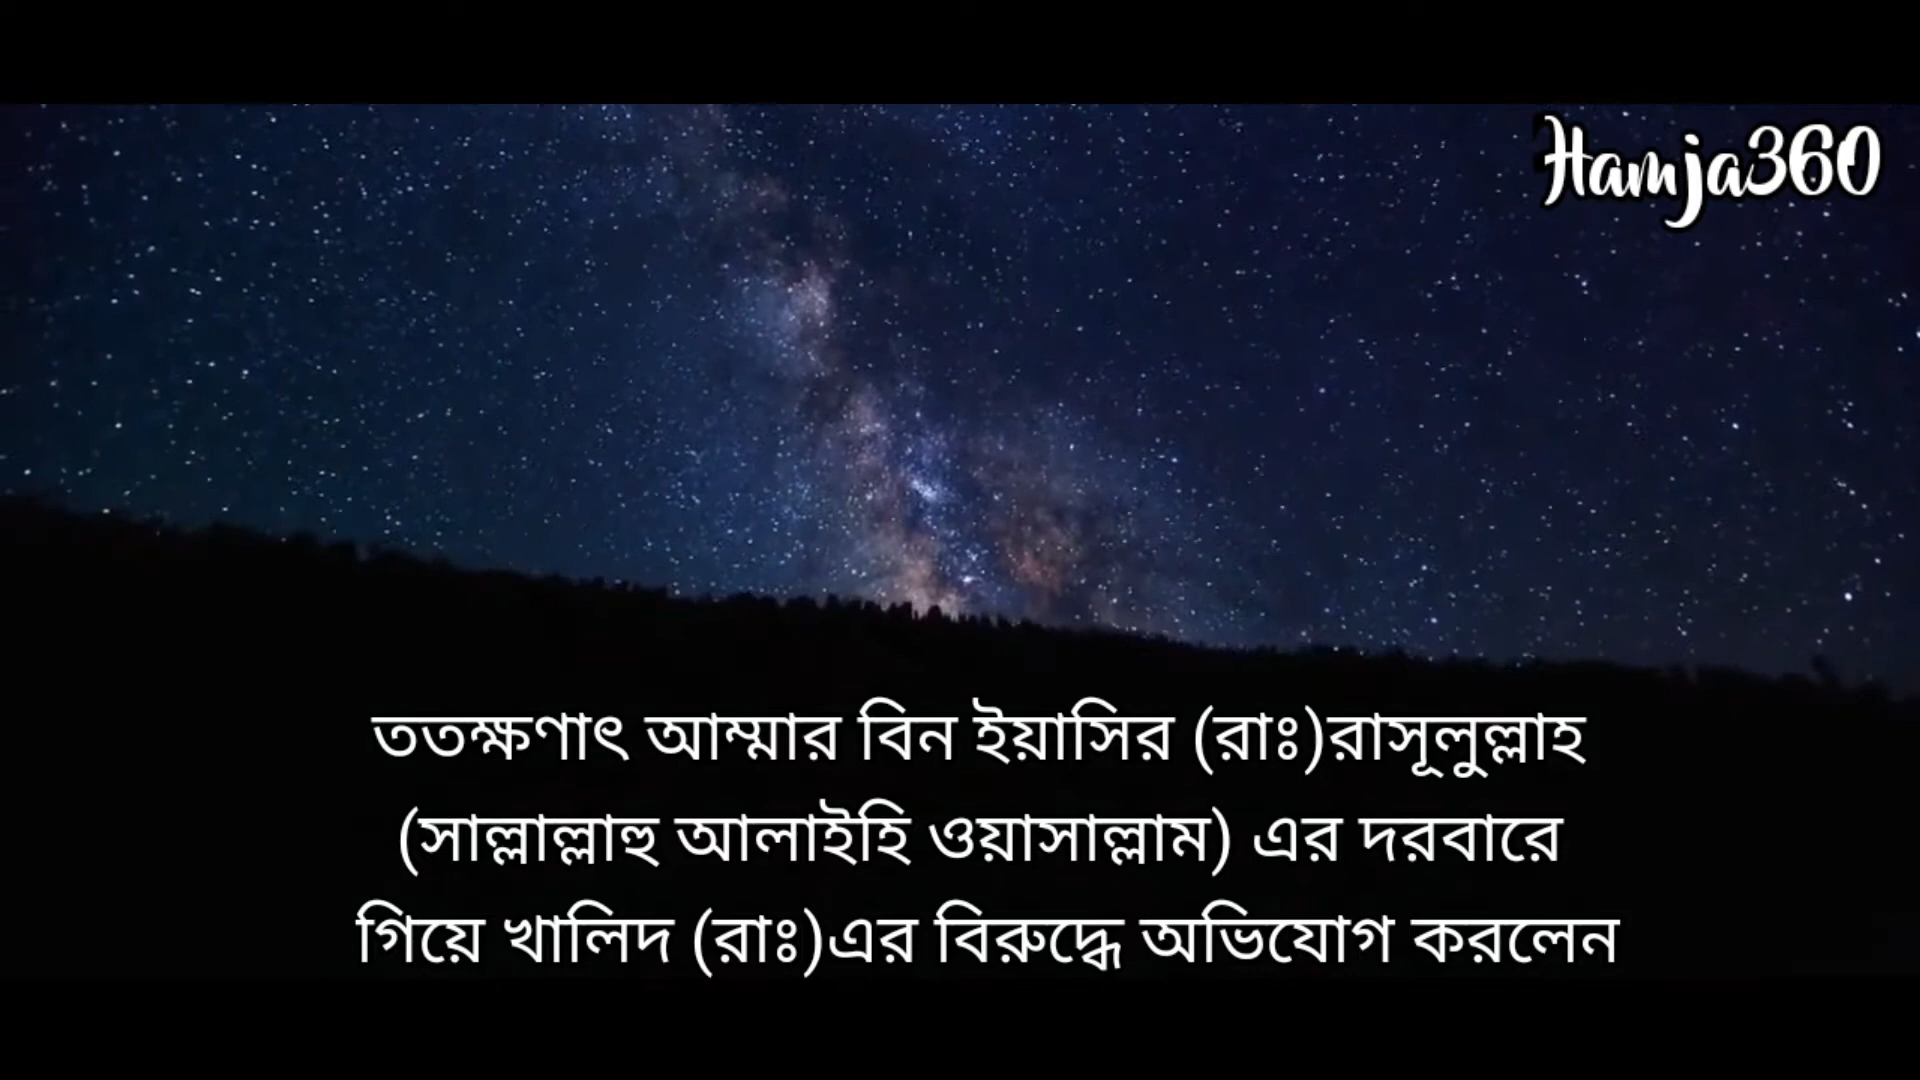 Hamja360
ততক্ষণাৎ আম্মার বিন ইয়াসির (রাঃ)রাসূলুল্লাহ
(সাল্লাল্লাহু আলাইহি ওয়াসাল্লাম) এর দরবারে
গিয়ে খালিদ (রাঃ)এর বিরুদ্ধে অভিযোগ করলেন